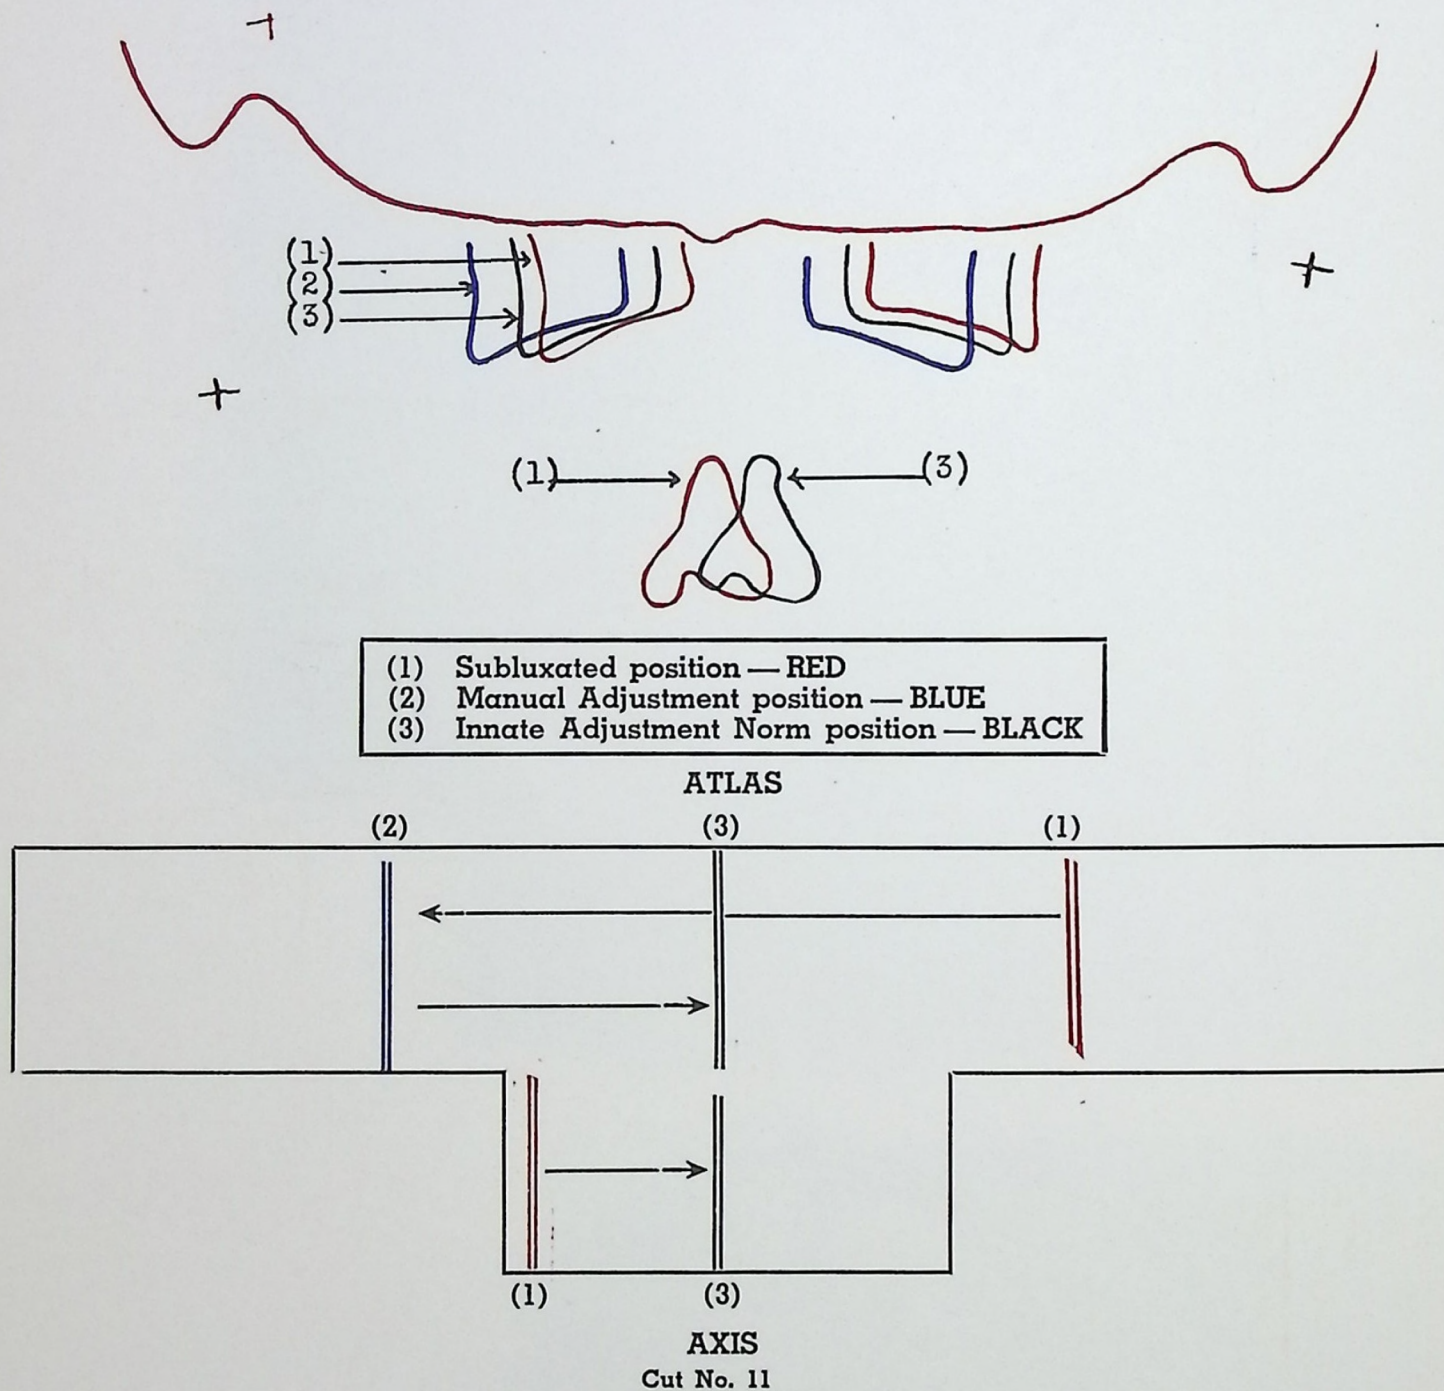 (1)
(2)
(3)
(1) (3)
(1) Subluxated position — RED
(2) Manual Adjustment position — BLUE
(3) Innate Adjustment Norm position — BLACK
ATLAS
(2) (3) (1)
(1) (3)
AXIS
Cut No. 11